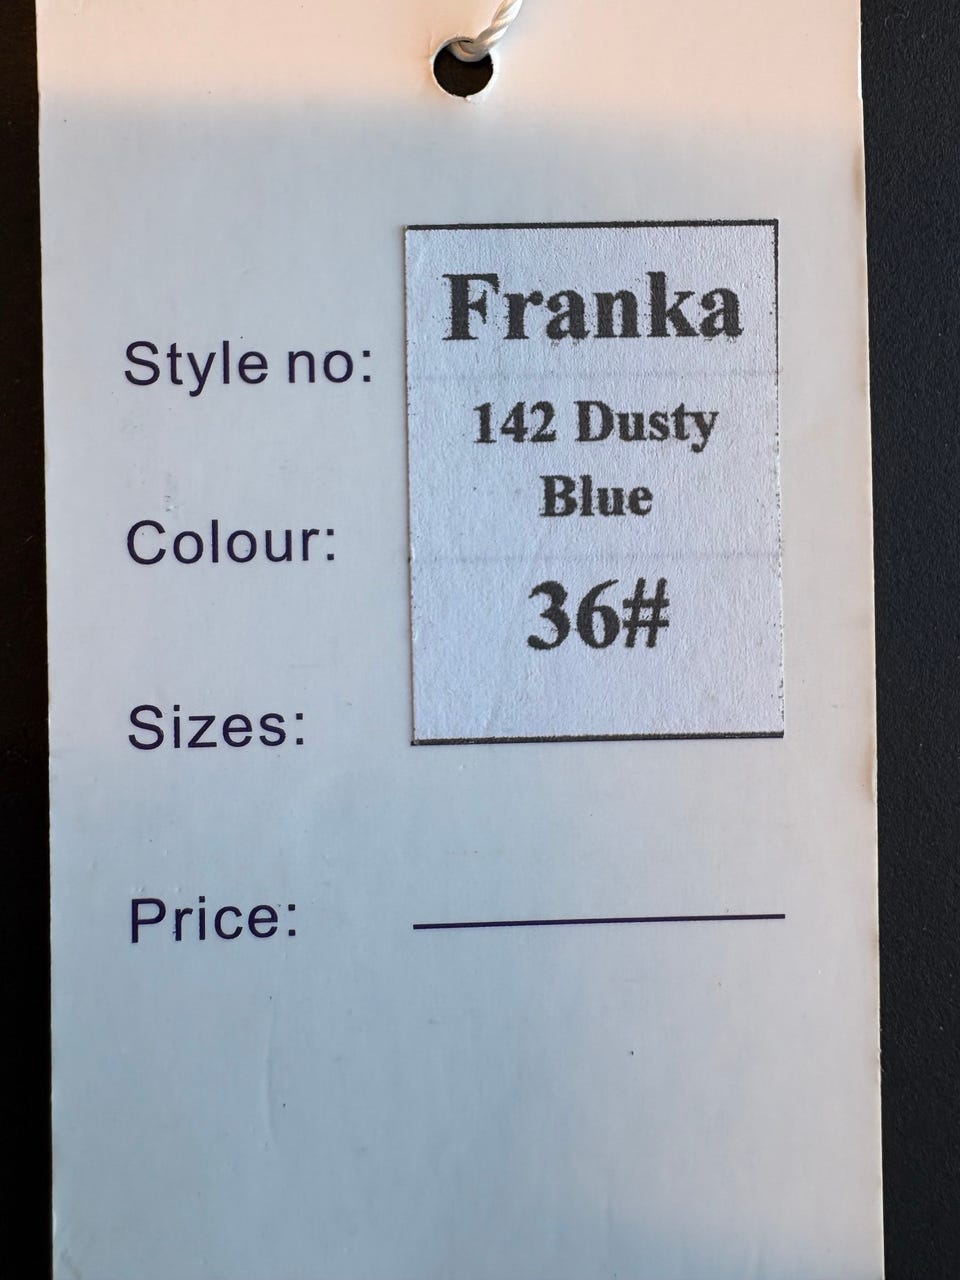 Franka
Style no:
142 Dusty
Blue
Colour:
36#
Sizes:
Price: